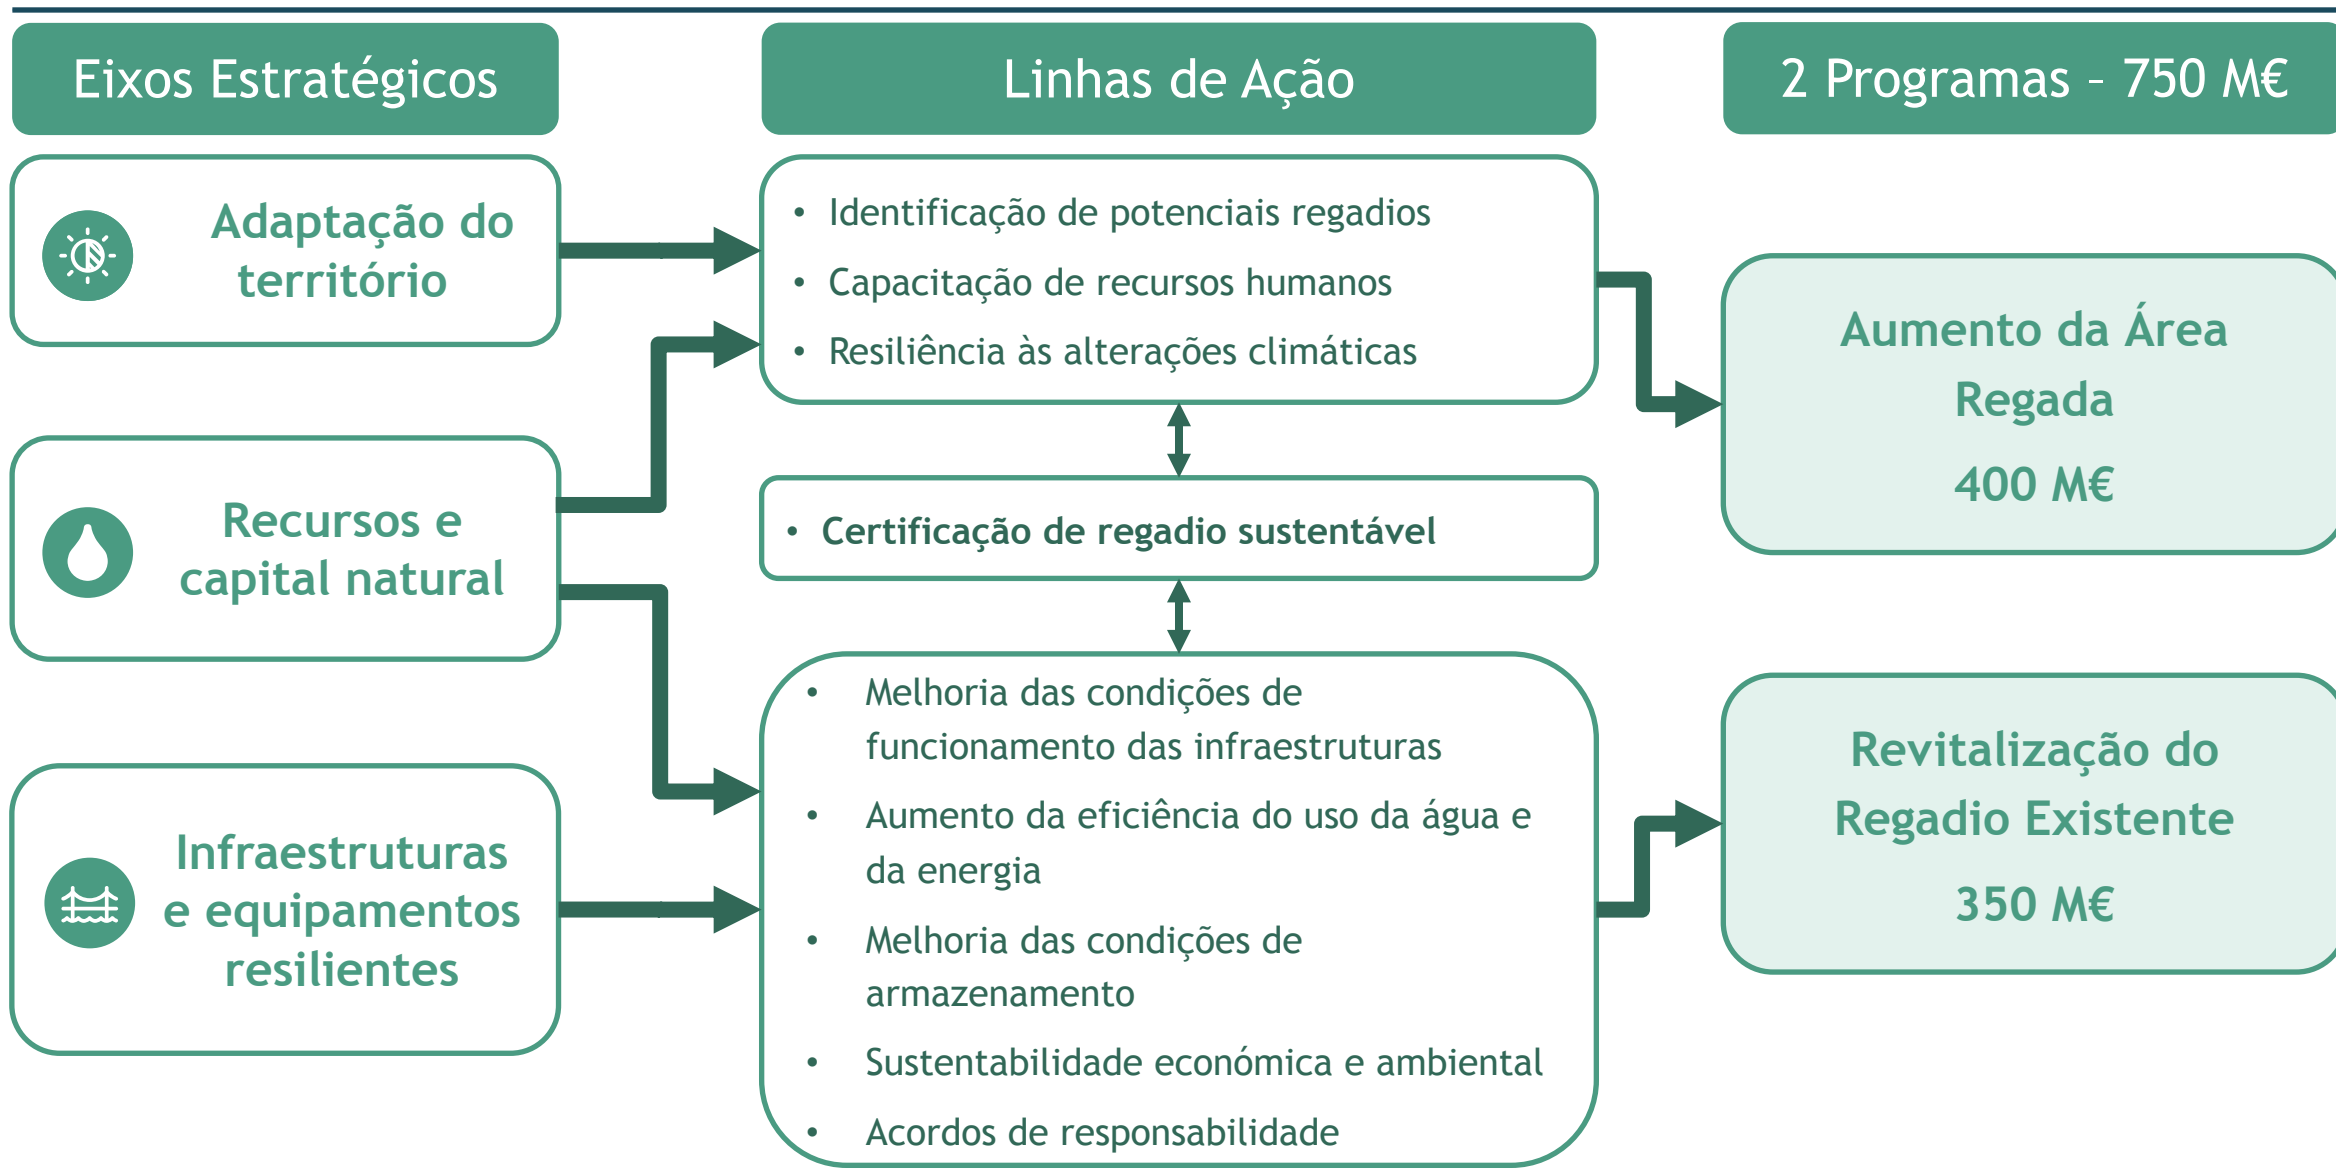 Eixos Estratégicos
Linhas de Ação
2 Programas – 750 M€
Adaptação do
território
Recursos e
capital natural
Infraestruturas
e equipamentos
resilientes
• Identificação de potenciais regadios
• Capacitação de recursos humanos
• Resiliência às alterações climáticas
• Certificação de regadio sustentável
• Melhoria das condições de
funcionamento das infraestruturas
• Aumento da eficiência do uso da água e
da energia
• Melhoria das condições de
armazenamento
• Sustentabilidade económica e ambiental
• Acordos de responsabilidade
Aumento da Área
Regada
400 M€
Revitalização do
Regadio Existente
350 M€